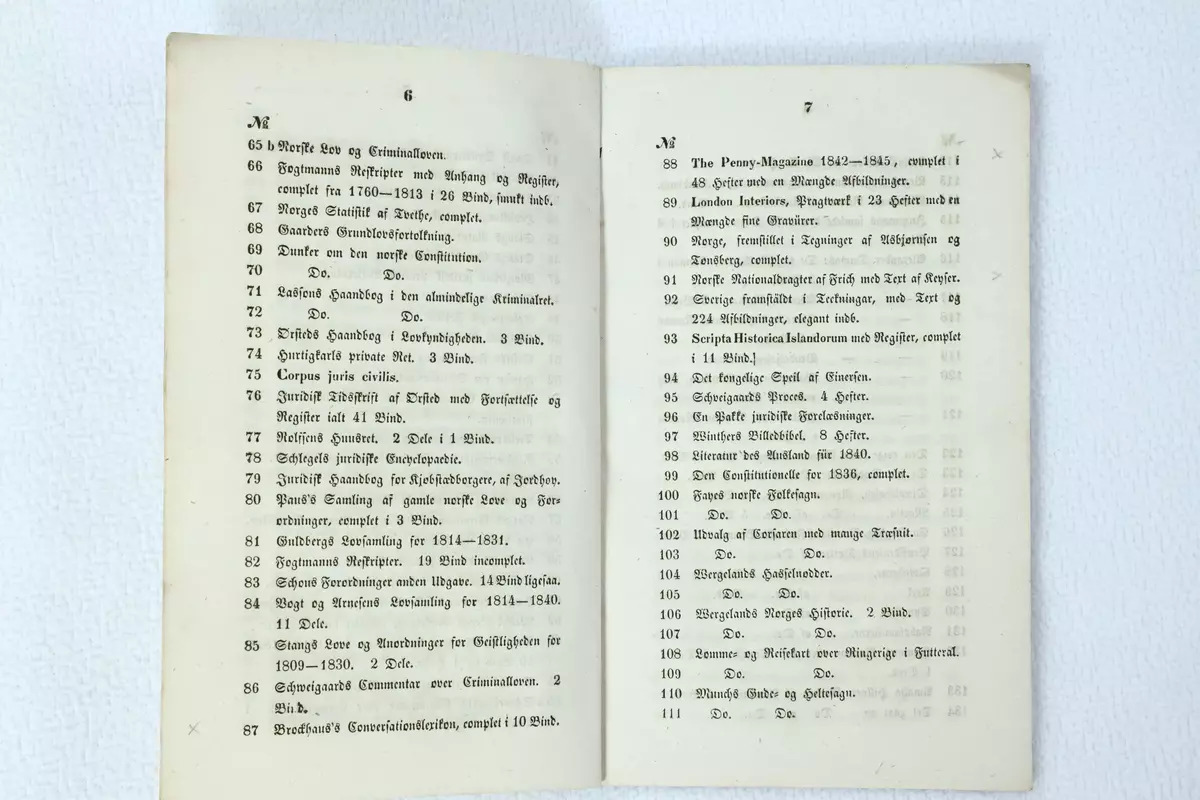 6
№
65 b Norske Lov og Criminalloven.
66 Fogtmanns Reskripter med Anhang og Register,
complet fra 1760—1813 i 26 Bind, smukt indb.
67 Norges Statistik af Tvethe, complet.
68 Gaarders Grundlovsfortolkning.
69 Dunker om den norske Constitution.
70 Do. Do.
71 Lassons Haandbog i den almindelige Kriminalret.
72 Do. Do.
73 Ørsteds Haandbog i Lovkyndigheden. 3 Bind.
74 Hurtigkarls private Ret. 3 Bind.
75 Corpus juris civilis.
76 Juridisk Tidsskrift af Ørsted med Fortsættelse og
Register ialt 41 Bind.
77 Rolfsens Huusret. 2 Dele i 1 Bind.
78 Schlegels juridiske Encyclopaedie.
79 Juridisk Haandbog for Kjøbstædborgere, af Jordhoy.
80 Paus's Samling af gamle norske Love og For=
ordninger, complet i 3 Bind.
81 Guldbergs Lovsamling for 1814—1831.
82 Fogtmanns Reskripter. 19 Bind incomplet.
83 Schous Forordninger anden Udgave. 14 Bind ligesaa.
84 Vogt og Arnesens Lovsamling for 1814—1840.
11 Dele.
85 Stangs Love og Anordninger for Geistligheden for
1809—1830. 2 Dele.
86 Schweigaards Commentar over Criminalloven. 2
Bind.
87 Brockhaus's Conversationslexikon, complet i 10 Bind.
7
№
88 The Penny-Magazine 1842—1845, complet i
48 Hefter med en Mængde Afbildninger.
89 London Interiors, Pragtværk i 23 Hefter med en
Mængde fine Gravürer.
90 Norge, fremstillet i Tegninger af Asbjørnsen og
Tønsberg, complet.
91 Norske Nationaldragter af Frich med Text af Keyser.
92 Sverige framstäldt i Teckningar, med Text og
224 Afbildninger, elegant indb.
93 Scripta Historica Islandorum med Register, complet
i 11 Bind.
94 Det kongelige Speil af Einersen.
95 Schveigaards Proces. 4 Hefter.
96 En Pakke juridiske Forelæsninger.
97 Winthers Billedbibel. 8 Hefter.
98 Literatur des Ausland für 1840.
99 Den Constitutionelle for 1836, complet.
100 Fayes norske Folkesagn.
101 Do. Do.
102 Udvalg af Corsaren med mange Træsnit.
103 Do. Do.
104 Wergelands Hasselnødder.
105 Do. Do.
106 Wergelands Norges Historie. 2 Bind.
107 Do. Do.
108 Lomme= og Reisekart over Ringerige i Futteral.
109 Do. Do.
110 Munchs Gude= og Heltesagn.
111 Do. Do.